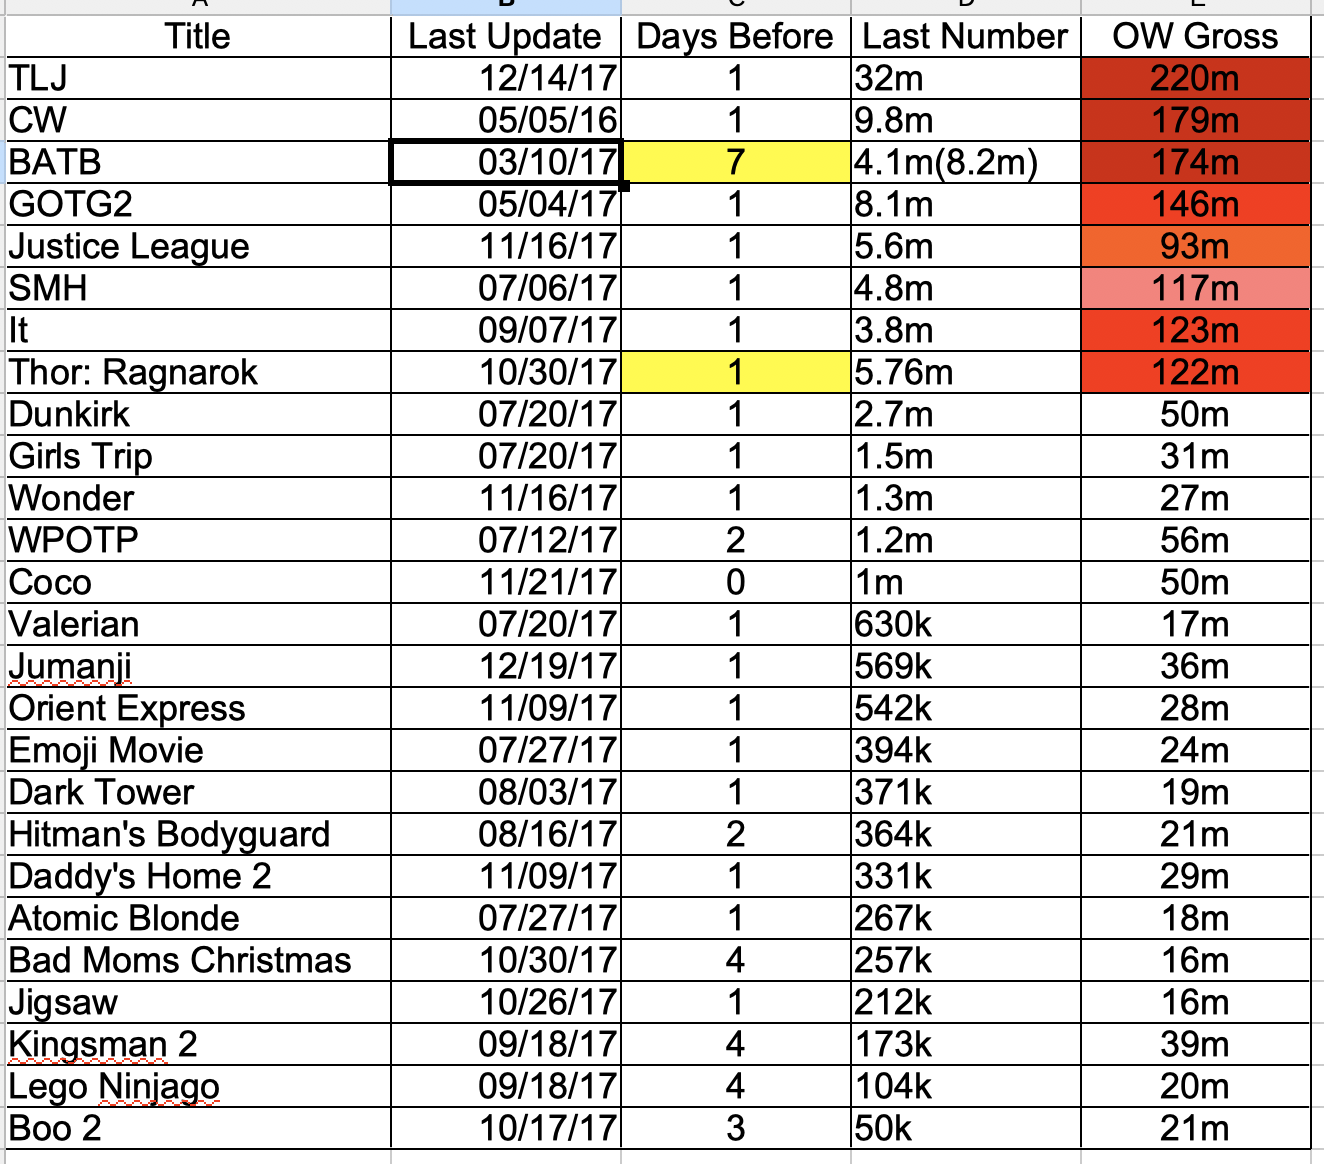 Title Last Update Days Before Last Number OW Gross
TLJ 12/14/17 1 32m 220m
CW 05/05/16 1 9.8m 179m
BATB 03/10/17 7 4.1m(8.2m) 174m
GOTG2 05/04/17 1 8.1m 146m
Justice League 11/16/17 1 5.6m 93m
SMH 07/06/17 1 4.8m 117m
It 09/07/17 1 3.8m 123m
Thor: Ragnarok 10/30/17 1 5.76m 122m
Dunkirk 07/20/17 1 2.7m 50m
Girls Trip 07/20/17 1 1.5m 31m
Wonder 11/16/17 1 1.3m 27m
WPOTP 07/12/17 2 1.2m 56m
Coco 11/21/17 0 1m 50m
Valerian 07/20/17 1 630k 17m
Jumanji 12/19/17 1 569k 36m
Orient Express 11/09/17 1 542k 28m
Emoji Movie 07/27/17 1 394k 24m
Dark Tower 08/03/17 1 371k 19m
Hitman's Bodyguard 08/16/17 2 364k 21m
Daddy's Home 2 11/09/17 1 331k 29m
Atomic Blonde 07/27/17 1 267k 18m
Bad Moms Christmas 10/30/17 4 257k 16m
Jigsaw 10/26/17 1 212k 16m
Kingsman 2 09/18/17 4 173k 39m
Lego Ninjago 09/18/17 4 104k 20m
Boo 2 10/17/17 3 50k 21m